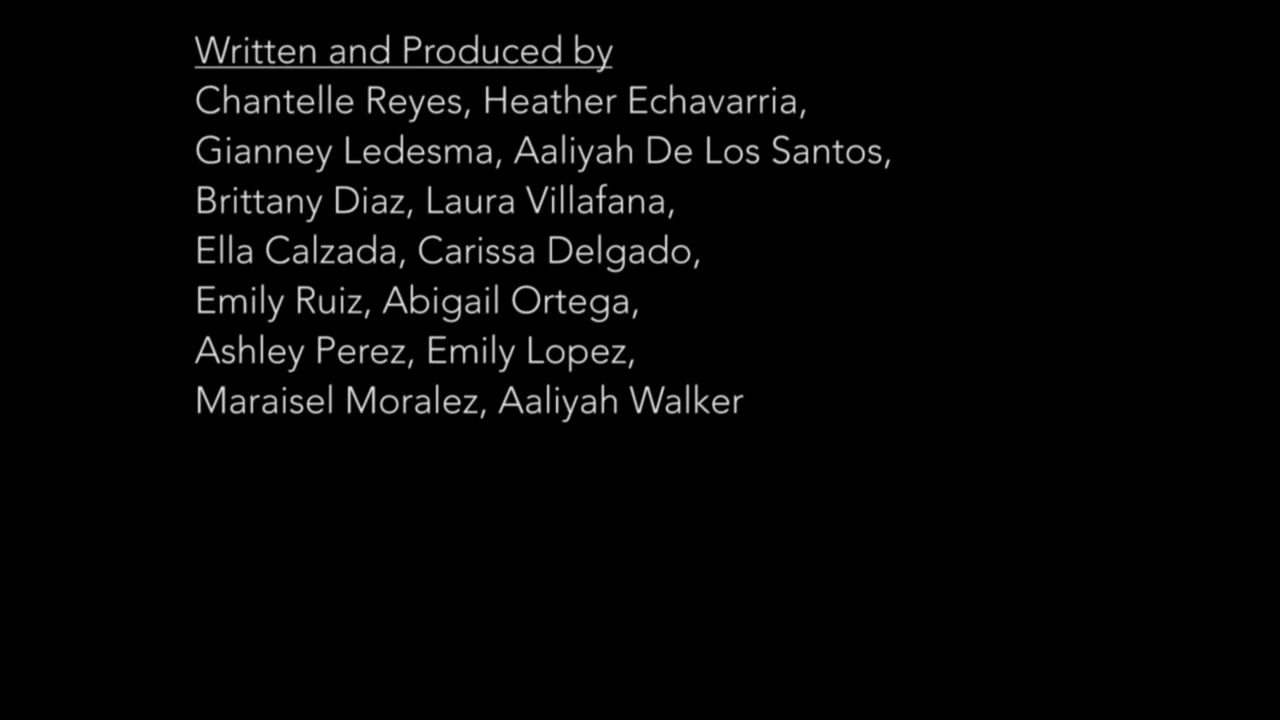 Written and Produced by
Chantelle Reyes, Heather Echavarria,
Gianney Ledesma, Aaliyah De Los Santos,
Brittany Diaz, Laura Villafana,
Ella Calzada, Carissa Delgado,
Emily Ruiz, Abigail Ortega,
Ashley Perez, Emily Lopez,
Maraisel Moralez, Aaliyah Walker